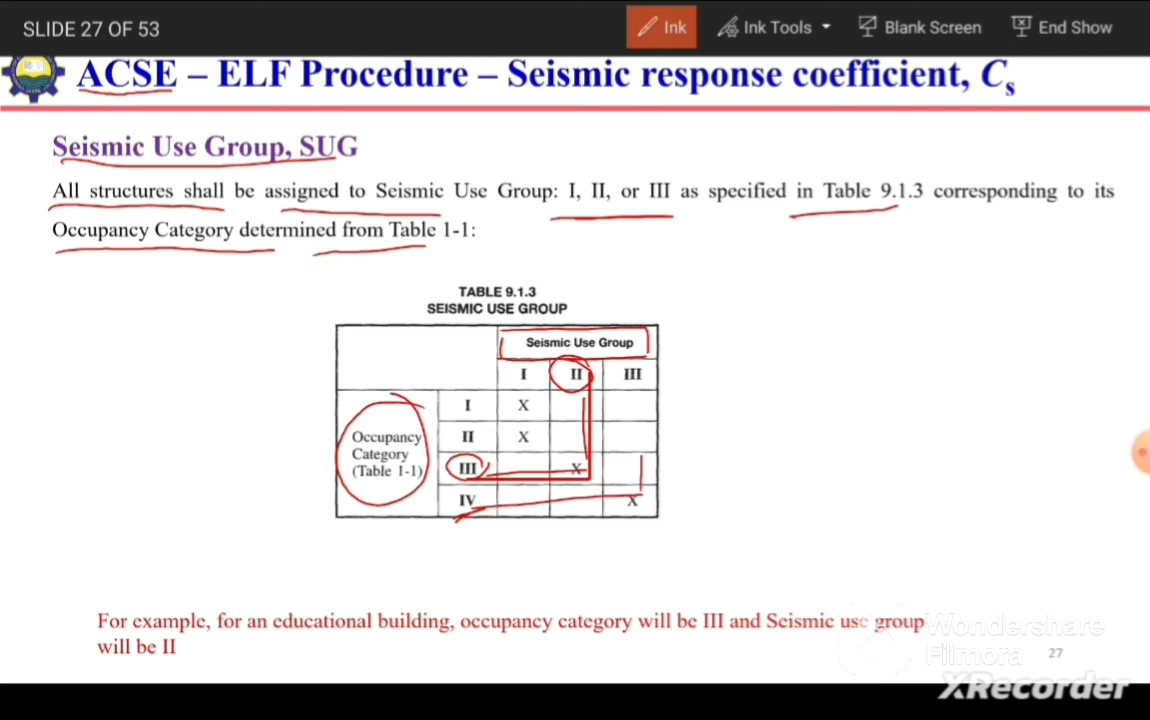 SLIDE 27 OF 53
Ink
Ink Tools
Blank Screen
End Show
ACSE – ELF Procedure – Seismic response coefficient, Cs
Seismic Use Group, SUG
All structures shall be assigned to Seismic Use Group: I, II, or III as specified in Table 9.1.3 corresponding to its
Occupancy Category determined from Table 1-1:
TABLE 9.1.3
SEISMIC USE GROUP
Seismic Use Group
I II III
I X
Occupancy II X
Category
(Table 1-1) III X
IV X
For example, for an educational building, occupancy category will be III and Seismic use group
will be II
Wondershare
Filmora
27
XRecorder